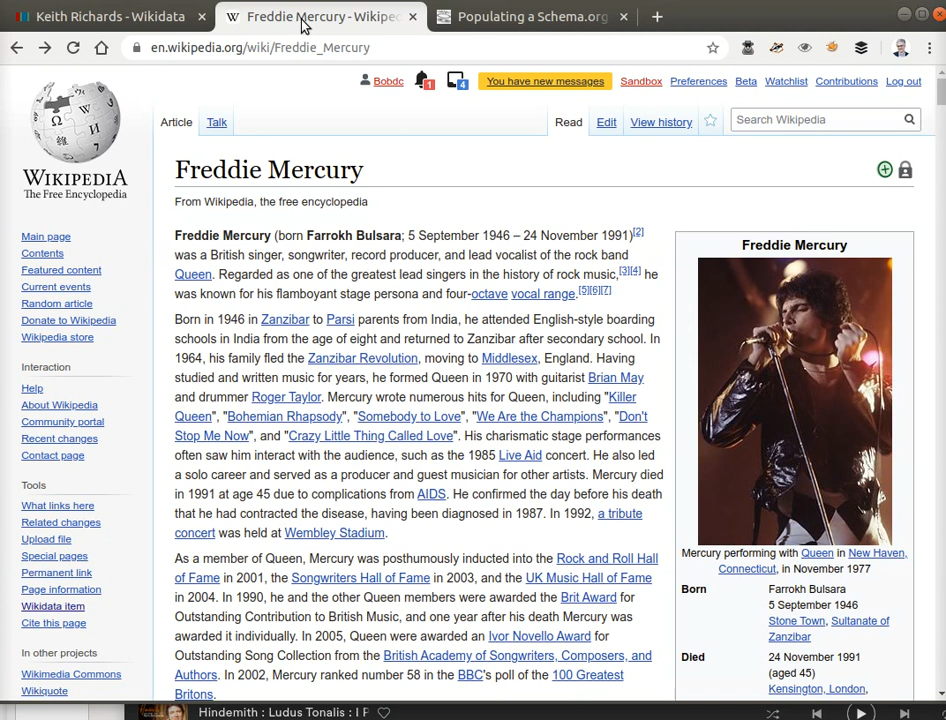 Keith Richards - Wikidata
Freddie Mercury - Wikipe
Populating a Schema.org
en.wikipedia.org/wiki/Freddie_Mercury
Bobdc 1 4 You have new messages Sandbox Preferences Beta Watchlist Contributions Log out
Article Talk Read Edit View history Search Wikipedia
WIKIPEDIA
The Free Encyclopedia
Main page
Contents
Featured content
Current events
Random article
Donate to Wikipedia
Wikipedia store
Interaction
Help
About Wikipedia
Community portal
Recent changes
Contact page
Tools
What links here
Related changes
Upload file
Special pages
Permanent link
Page information
Wikidata item
Cite this page
In other projects
Wikimedia Commons
Wikiquote
Freddie Mercury
From Wikipedia, the free encyclopedia
Freddie Mercury (born Farrokh Bulsara; 5 September 1946 – 24 November 1991)[2]
was a British singer, songwriter, record producer, and lead vocalist of the rock band
Queen. Regarded as one of the greatest lead singers in the history of rock music,[3][4] he
was known for his flamboyant stage persona and four-octave vocal range.[5][6][7]
Born in 1946 in Zanzibar to Parsi parents from India, he attended English-style boarding
schools in India from the age of eight and returned to Zanzibar after secondary school. In
1964, his family fled the Zanzibar Revolution, moving to Middlesex, England. Having
studied and written music for years, he formed Queen in 1970 with guitarist Brian May
and drummer Roger Taylor. Mercury wrote numerous hits for Queen, including "Killer
Queen", "Bohemian Rhapsody", "Somebody to Love", "We Are the Champions", "Don't
Stop Me Now", and "Crazy Little Thing Called Love". His charismatic stage performances
often saw him interact with the audience, such as the 1985 Live Aid concert. He also led
a solo career and served as a producer and guest musician for other artists. Mercury died
in 1991 at age 45 due to complications from AIDS. He confirmed the day before his death
that he had contracted the disease, having been diagnosed in 1987. In 1992, a tribute
concert was held at Wembley Stadium.
As a member of Queen, Mercury was posthumously inducted into the Rock and Roll Hall
of Fame in 2001, the Songwriters Hall of Fame in 2003, and the UK Music Hall of Fame
in 2004. In 1990, he and the other Queen members were awarded the Brit Award for
Outstanding Contribution to British Music, and one year after his death Mercury was
awarded it individually. In 2005, Queen were awarded an Ivor Novello Award for
Outstanding Song Collection from the British Academy of Songwriters, Composers, and
Authors. In 2002, Mercury ranked number 58 in the BBC's poll of the 100 Greatest
Britons.
Freddie Mercury
Mercury performing with Queen in New Haven,
Connecticut, in November 1977
Born Farrokh Bulsara
5 September 1946
Stone Town, Sultanate of
Zanzibar
Died 24 November 1991
(aged 45)
Kensington, London,
Hindemith : Ludus Tonalis : I P